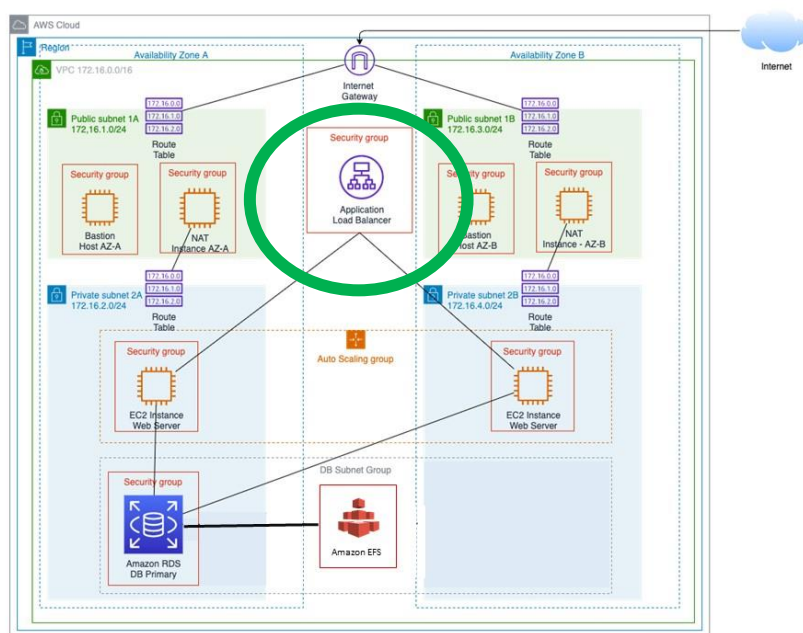 AWS Cloud
Region
Availability Zone A
Availability Zone B
Internet
VPC 172.16.0.0/16
Internet
Gateway
Public subnet 1A
172,16.1.0/24
172.16.0.0
172.16.1.0
172.16.2.0
Route
Table
Security group
Bastion
Host AZ-A
Security group
NAT
Instance AZ-A
Security group
Application
Load Balancer
Public subnet 1B
172.16.3.0/24
172.16.0.0
172.16.1.0
172.16.2.0
Route
Table
Security group
Bastion
Host AZ-B
Security group
NAT
Instance - AZ-B
Private subnet 2A
172.16.2.0/24
172.16.0.0
172.16.1.0
172.16.2.0
Route
Table
Private subnet 2B
172.16.4.0/24
172.16.0.0
172.16.1.0
172.16.2.0
Route
Table
Auto Scaling group
Security group
EC2 Instance
Web Server
Security group
EC2 Instance
Web Server
DB Subnet Group
Security group
Amazon RDS
DB Primary
Amazon EFS